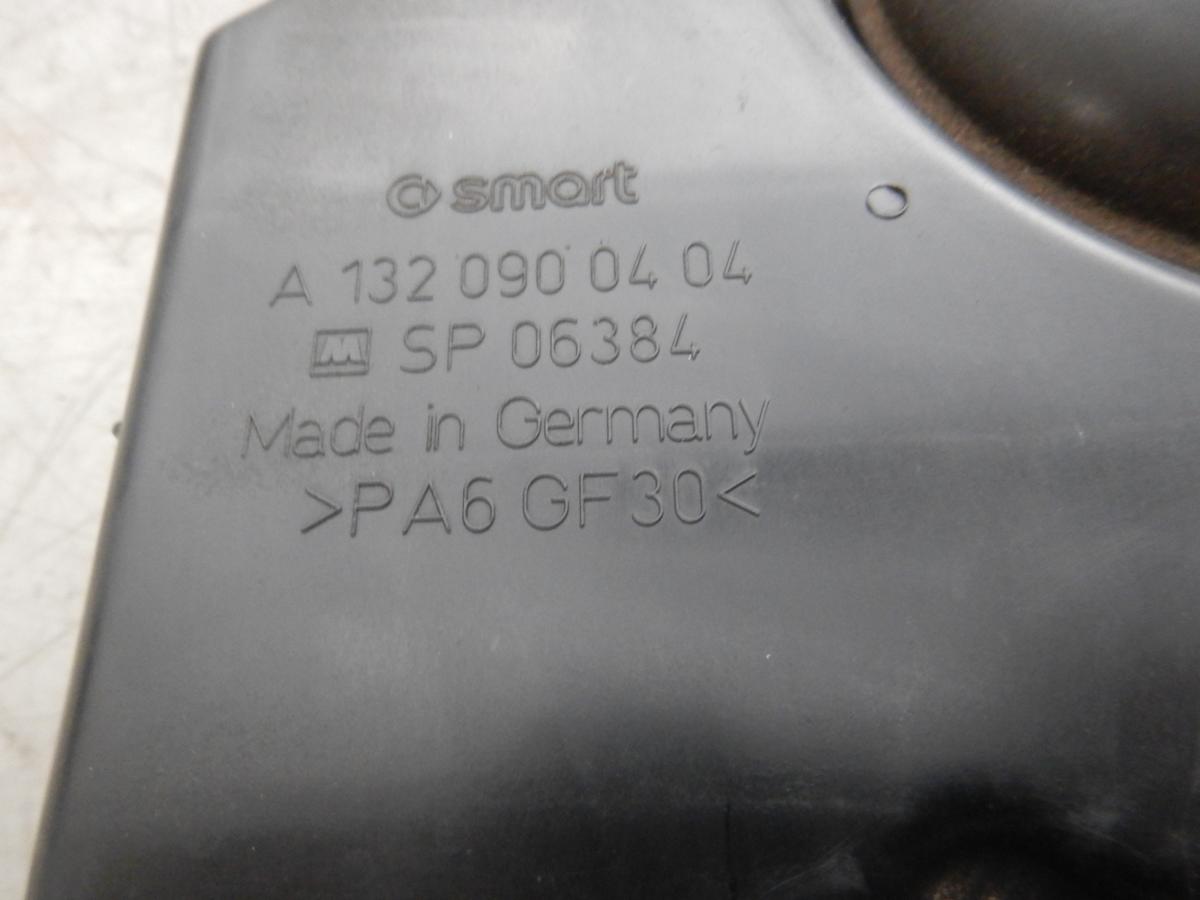 smart
A 132 090 04 04
M SP 06384
Made in Germany
>PA6 GF30<